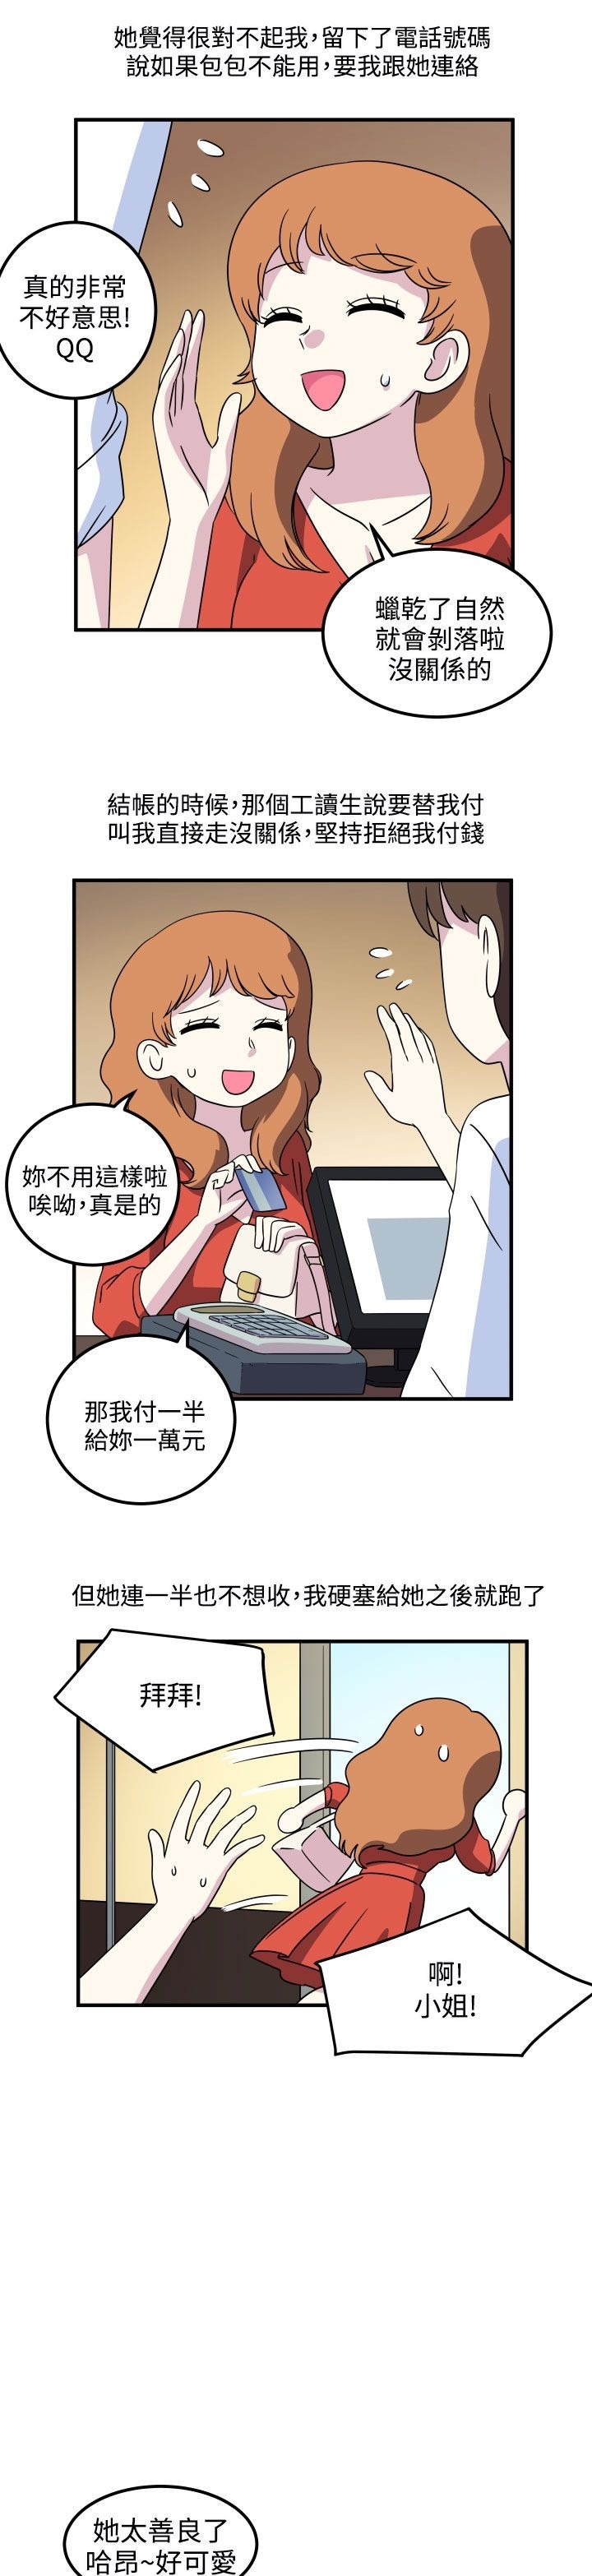 她覺得很對不起我,留下了電話號碼
說如果包包不能用,要我跟她連絡
真的非常
不好意思!
QQ
蠟乾了自然
就會剝落啦
沒關係的
結帳的時候,那個工讀生說要替我付
叫我直接走沒關係,堅持拒絕我付錢
妳不用這樣啦
唉呦,真是的
那我付一半
給妳一萬元
但她連一半也不想收,我硬塞給她之後就跑了
拜拜!
啊!
小姐!
她太善良了
哈昂~好可愛